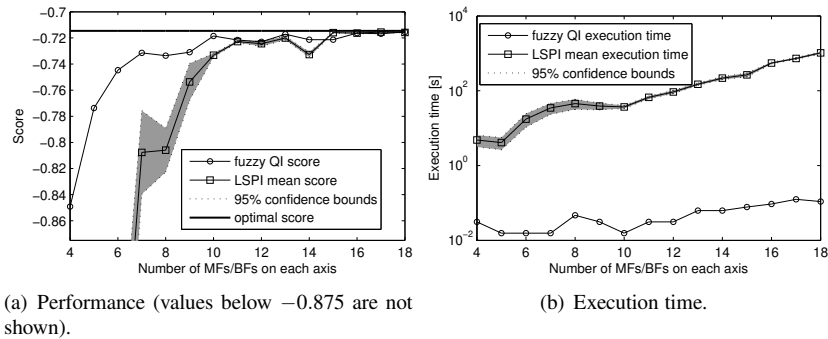 −0.7
−0.72
−0.74
−0.76
−0.78
−0.8
−0.82
−0.84
−0.86
Score
fuzzy QI score
LSPI mean score
95% confidence bounds
optimal score
4 6 8 10 12 14 16 18
Number of MFs/BFs on each axis
(a) Performance (values below −0.875 are not
shown).
10^4
10^2
10^0
10^−2
Execution time [s]
fuzzy QI execution time
LSPI mean execution time
95% confidence bounds
4 5 6 7 8 9 10 11 12 13 14 15 16 17 18
Number of MFs/BFs on each axis
(b) Execution time.